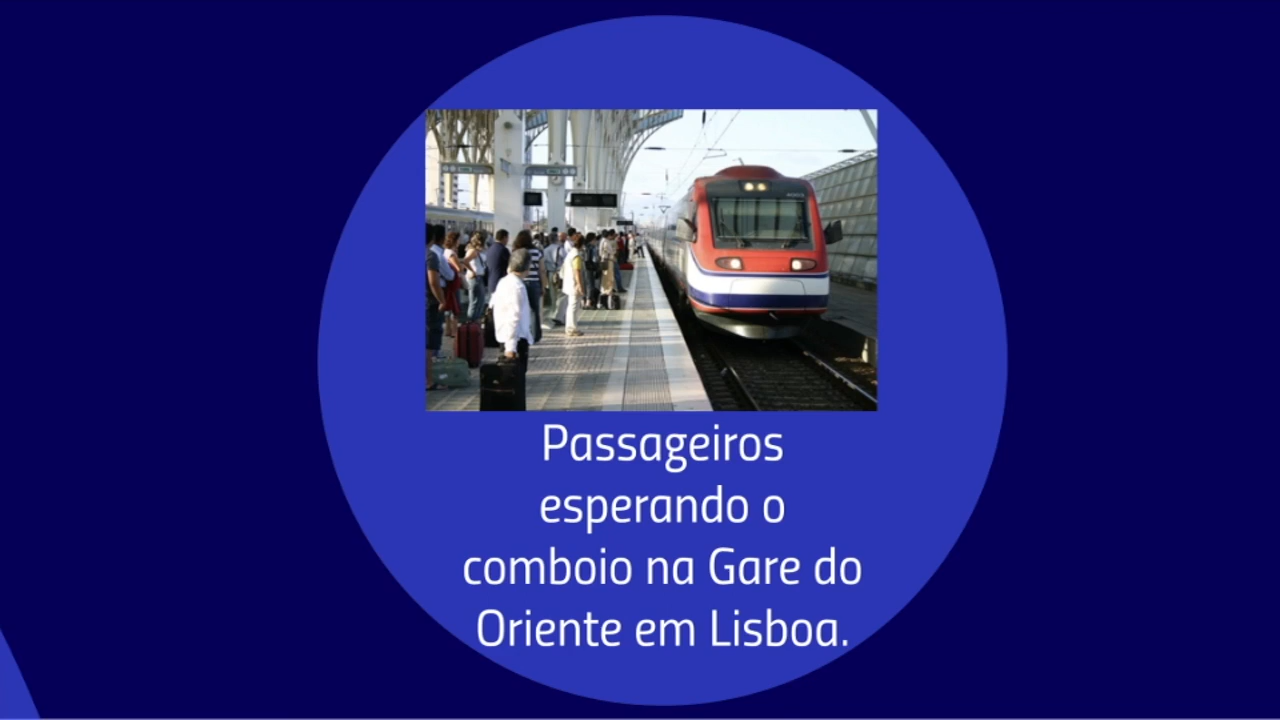 Passageiros
esperando o
comboio na Gare do
Oriente em Lisboa.